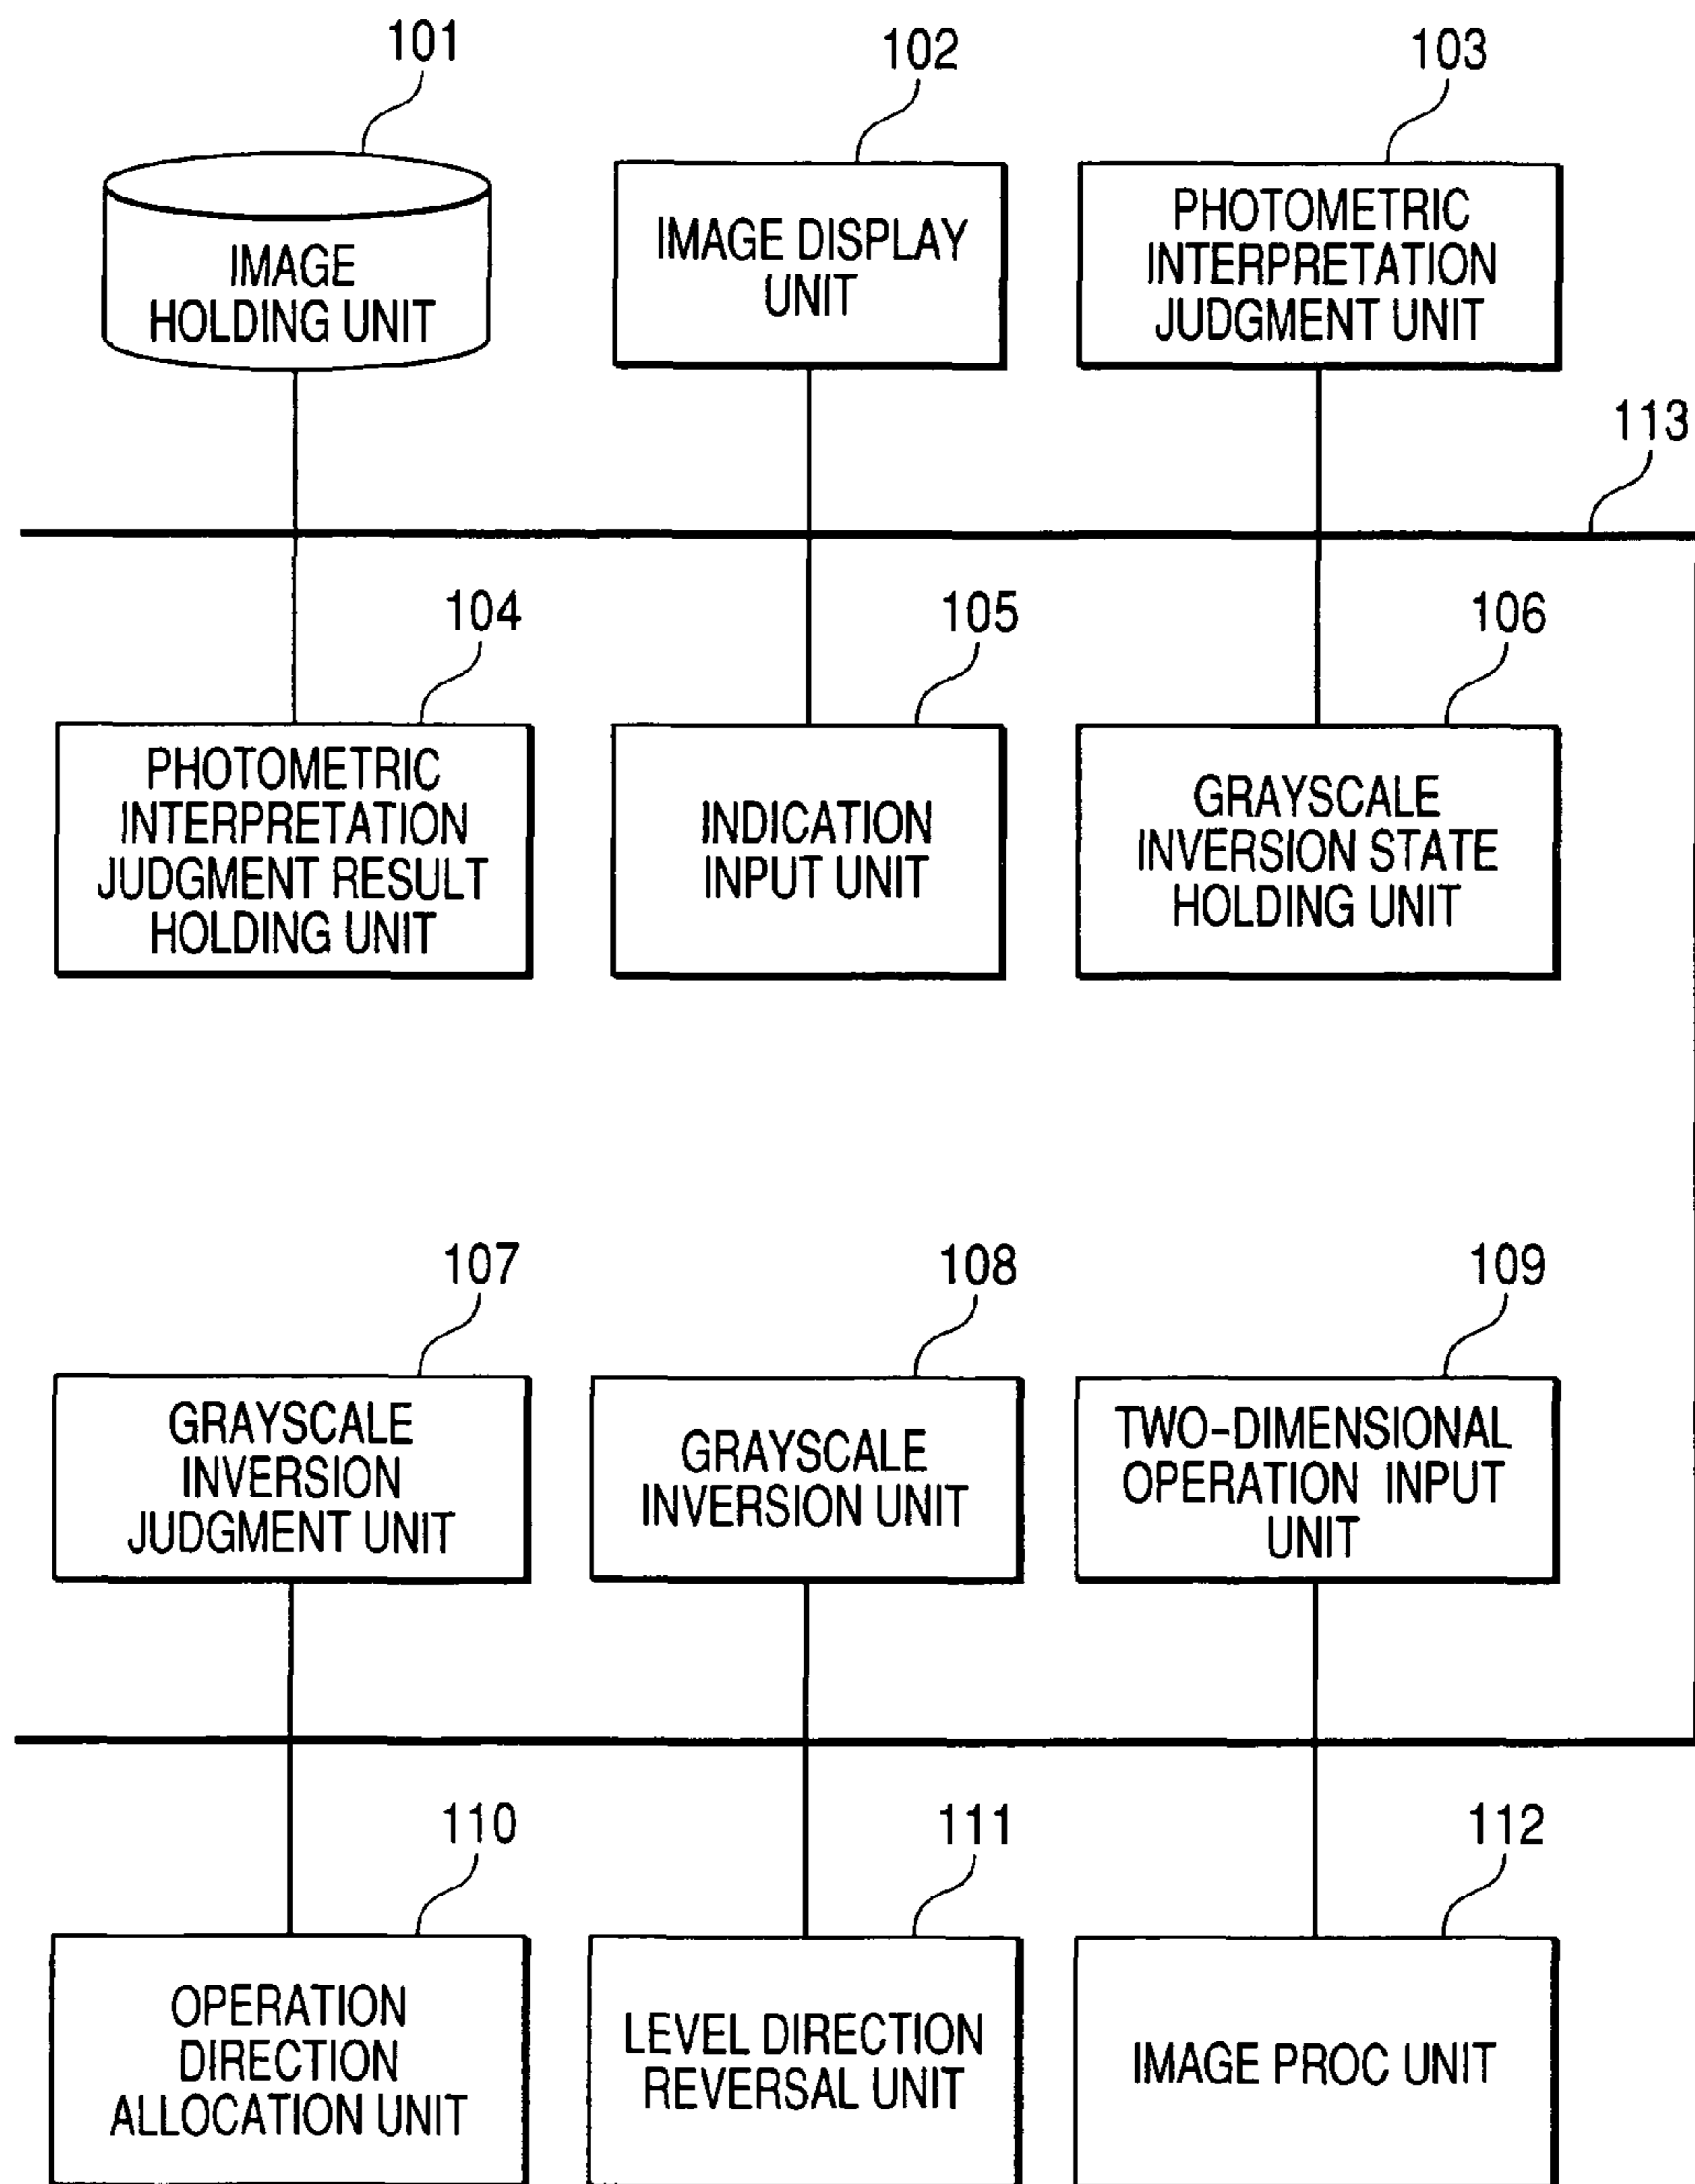 101
102
103
IMAGE
HOLDING UNIT
IMAGE DISPLAY
UNIT
PHOTOMETRIC
INTERPRETATION
JUDGMENT UNIT
113
104
105
106
PHOTOMETRIC
INTERPRETATION
JUDGMENT RESULT
HOLDING UNIT
INDICATION
INPUT UNIT
GRAYSCALE
INVERSION STATE
HOLDING UNIT
107
108
109
GRAYSCALE
INVERSION
JUDGMENT UNIT
GRAYSCALE
INVERSION UNIT
TWO-DIMENSIONAL
OPERATION INPUT
UNIT
110
111
112
OPERATION
DIRECTION
ALLOCATION UNIT
LEVEL DIRECTION
REVERSAL UNIT
IMAGE PROC UNIT